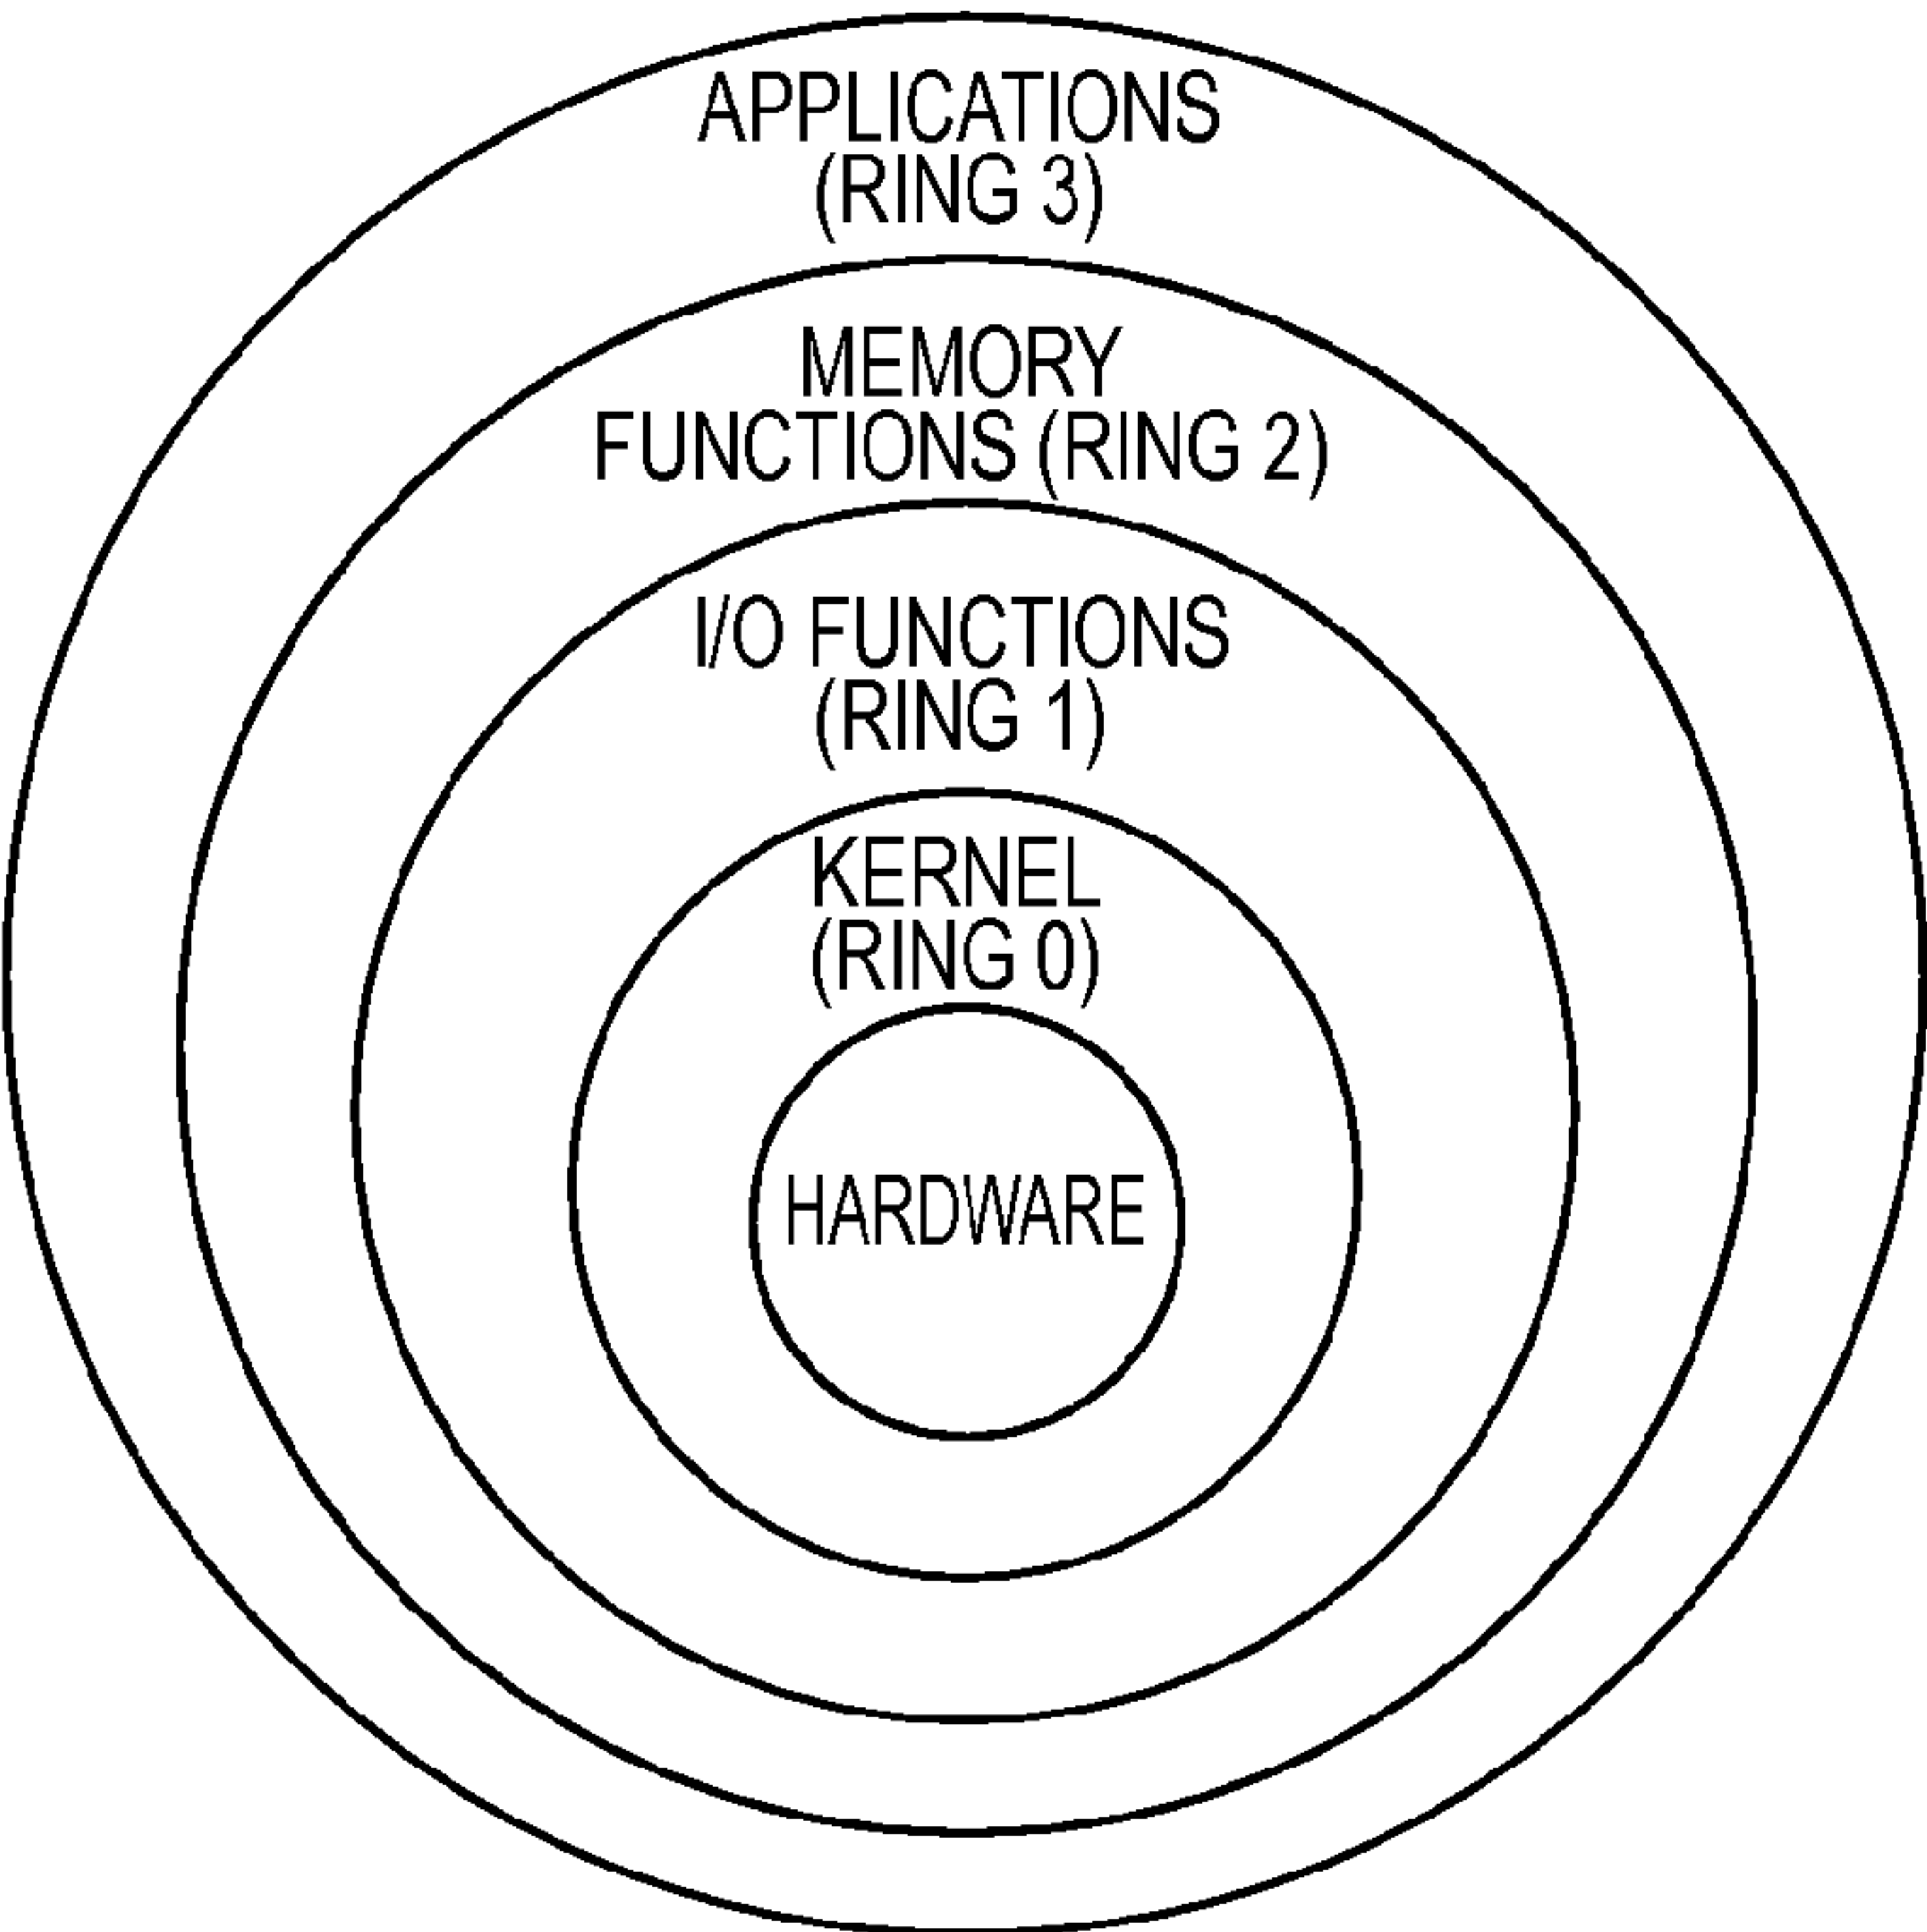 APPLICATIONS
(RING 3)
MEMORY
FUNCTIONS (RING 2)
I/O FUNCTIONS
(RING 1)
KERNEL
(RING 0)
HARDWARE